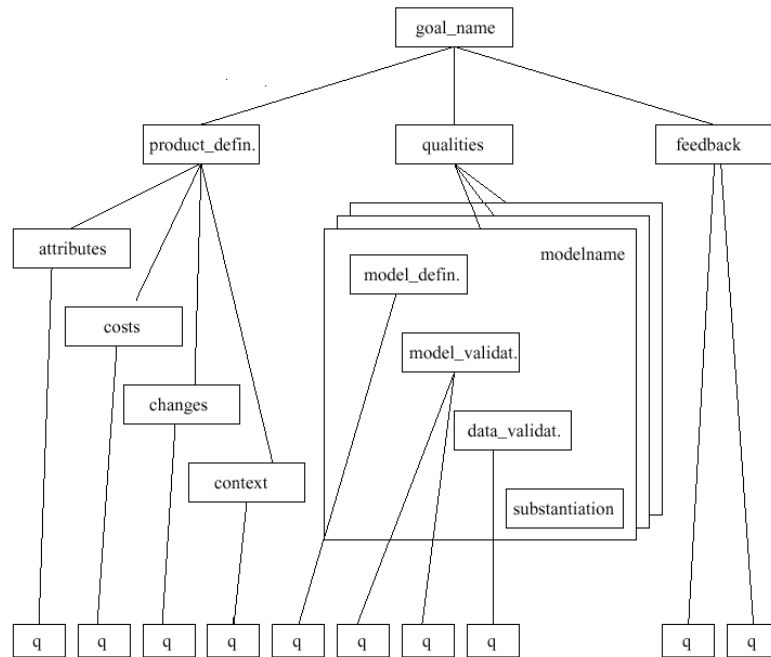 goal_name
product_defin.
qualities
feedback
attributes
modelname
model_defin.
costs
model_validat.
changes
data_validat.
context
substantiation
q
q
q
q
q
q
q
q
q
q